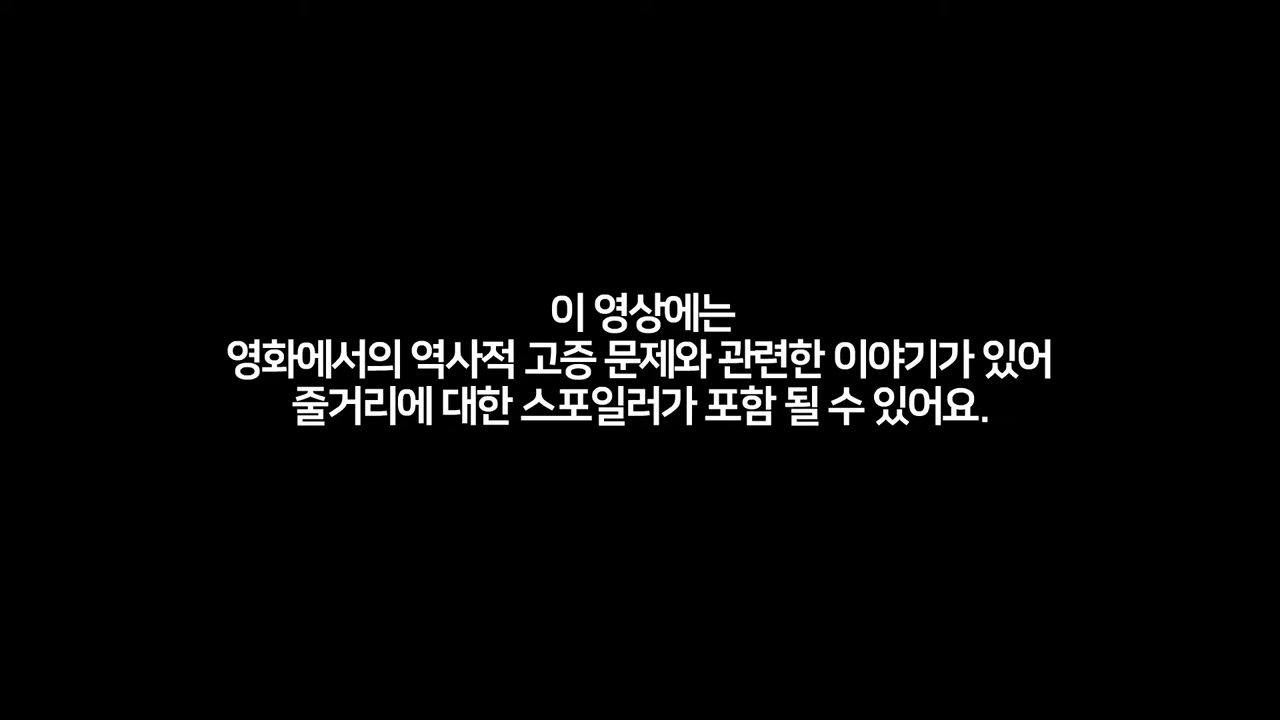 이 영상에는
영화에서의 역사적 고증 문제와 관련한 이야기가 있어
줄거리에 대한 스포일러가 포함 될 수 있어요.